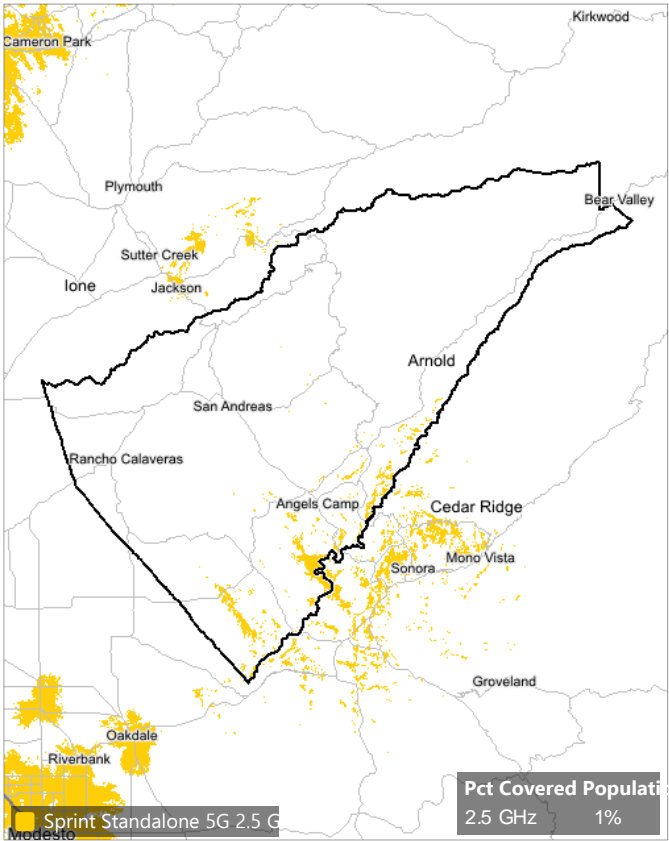 Kirkwood
Cameron Park
Plymouth
Bear Valley
Sutter Creek
Ione
Jackson
Arnold
San Andreas
Rancho Calaveras
Angels Camp
Cedar Ridge
Mono Vista
Sonora
Groveland
Oakdale
Riverbank
Pct Covered Populati
2.5 GHz 1%
Sprint Standalone 5G 2.5 G
Modesto